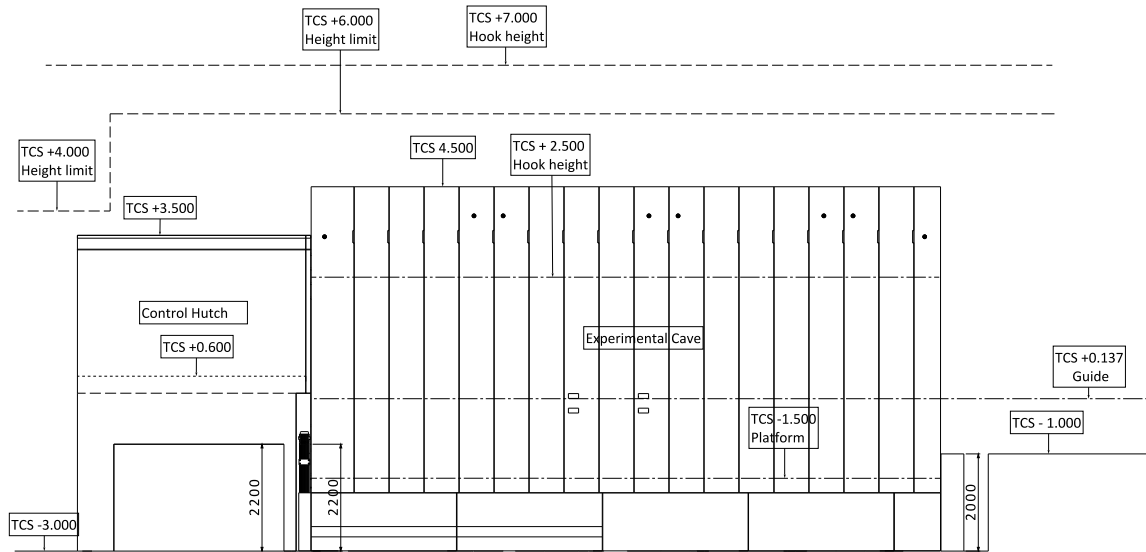 TCS +6.000
Height limit
TCS +7.000
Hook height
TCS +4.000
Height limit
TCS 4.500
TCS + 2.500
Hook height
TCS +3.500
Control Hutch
TCS +0.600
Experimental Cave
TCS +0.137
Guide
TCS -1.500
Platform
TCS - 1.000
2200
2200
2000
TCS -3.000